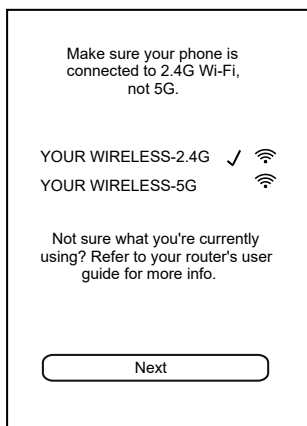 Make sure your phone is
connected to 2.4G Wi-Fi,
not 5G.
YOUR WIRELESS-2.4G
YOUR WIRELESS-5G
Not sure what you're currently
using? Refer to your router's user
guide for more info.
Next